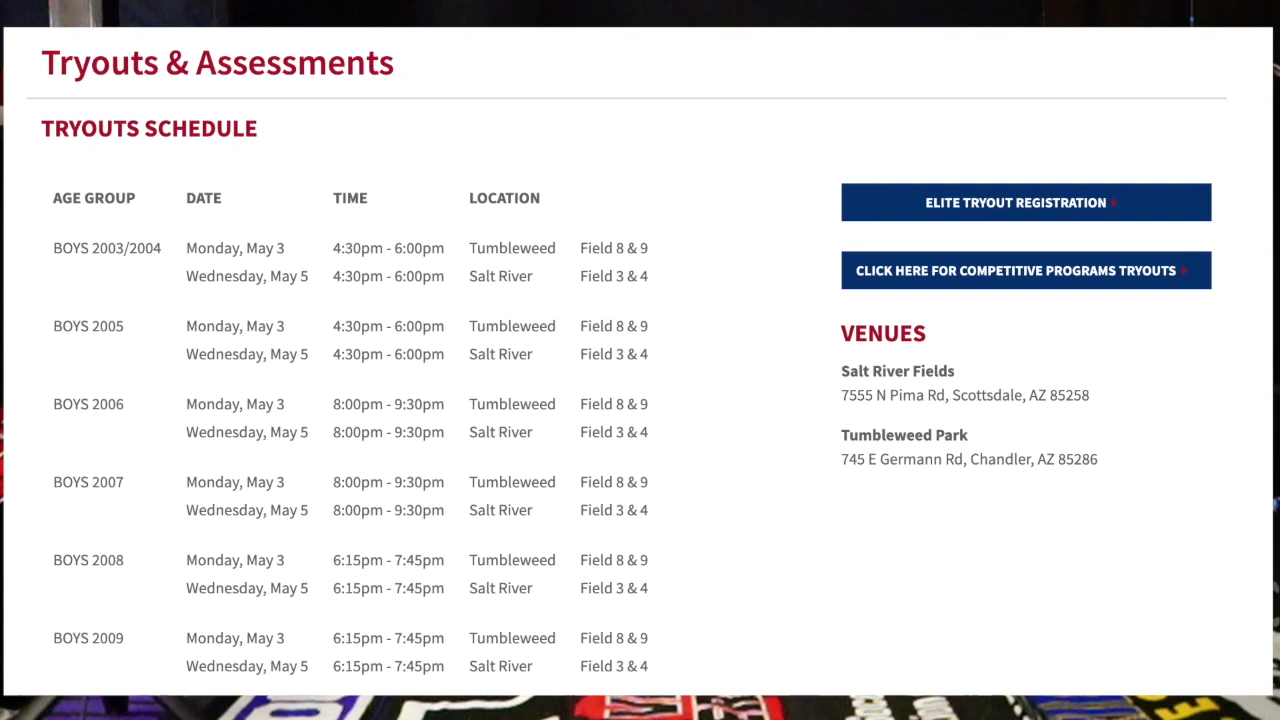 Tryouts & Assessments
TRYOUTS SCHEDULE
AGE GROUP DATE TIME LOCATION
BOYS 2003/2004 Monday, May 3 4:30pm - 6:00pm Tumbleweed Field 8 & 9
Wednesday, May 5 4:30pm - 6:00pm Salt River Field 3 & 4
BOYS 2005 Monday, May 3 4:30pm - 6:00pm Tumbleweed Field 8 & 9
Wednesday, May 5 4:30pm - 6:00pm Salt River Field 3 & 4
BOYS 2006 Monday, May 3 8:00pm - 9:30pm Tumbleweed Field 8 & 9
Wednesday, May 5 8:00pm - 9:30pm Salt River Field 3 & 4
BOYS 2007 Monday, May 3 8:00pm - 9:30pm Tumbleweed Field 8 & 9
Wednesday, May 5 8:00pm - 9:30pm Salt River Field 3 & 4
BOYS 2008 Monday, May 3 6:15pm - 7:45pm Tumbleweed Field 8 & 9
Wednesday, May 5 6:15pm - 7:45pm Salt River Field 3 & 4
BOYS 2009 Monday, May 3 6:15pm - 7:45pm Tumbleweed Field 8 & 9
Wednesday, May 5 6:15pm - 7:45pm Salt River Field 3 & 4
ELITE TRYOUT REGISTRATION
CLICK HERE FOR COMPETITIVE PROGRAMS TRYOUTS
VENUES
Salt River Fields
7555 N Pima Rd, Scottsdale, AZ 85258
Tumbleweed Park
745 E Germann Rd, Chandler, AZ 85286